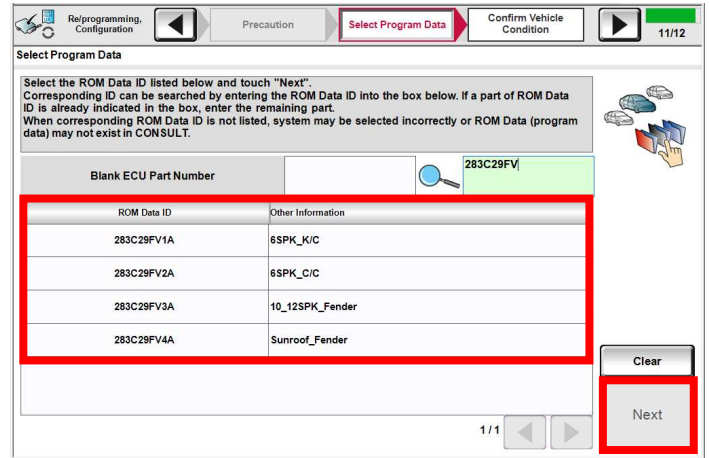 Re/programming,
Configuration
Precaution
Select Program Data
Confirm Vehicle
Condition
11/12
Select Program Data
Select the ROM Data ID listed below and touch "Next".
Corresponding ID can be searched by entering the ROM Data ID into the box below. If a part of ROM Data
ID is already indicated in the box, enter the remaining part.
When corresponding ROM Data ID is not listed, system may be selected incorrectly or ROM Data (program
data) may not exist in CONSULT.
Blank ECU Part Number
283C29FV
ROM Data ID Other Information
283C29FV1A 6SPK_K/C
283C29FV2A 6SPK_C/C
283C29FV3A 10_12SPK_Fender
283C29FV4A Sunroof_Fender
Clear
Next
1/1